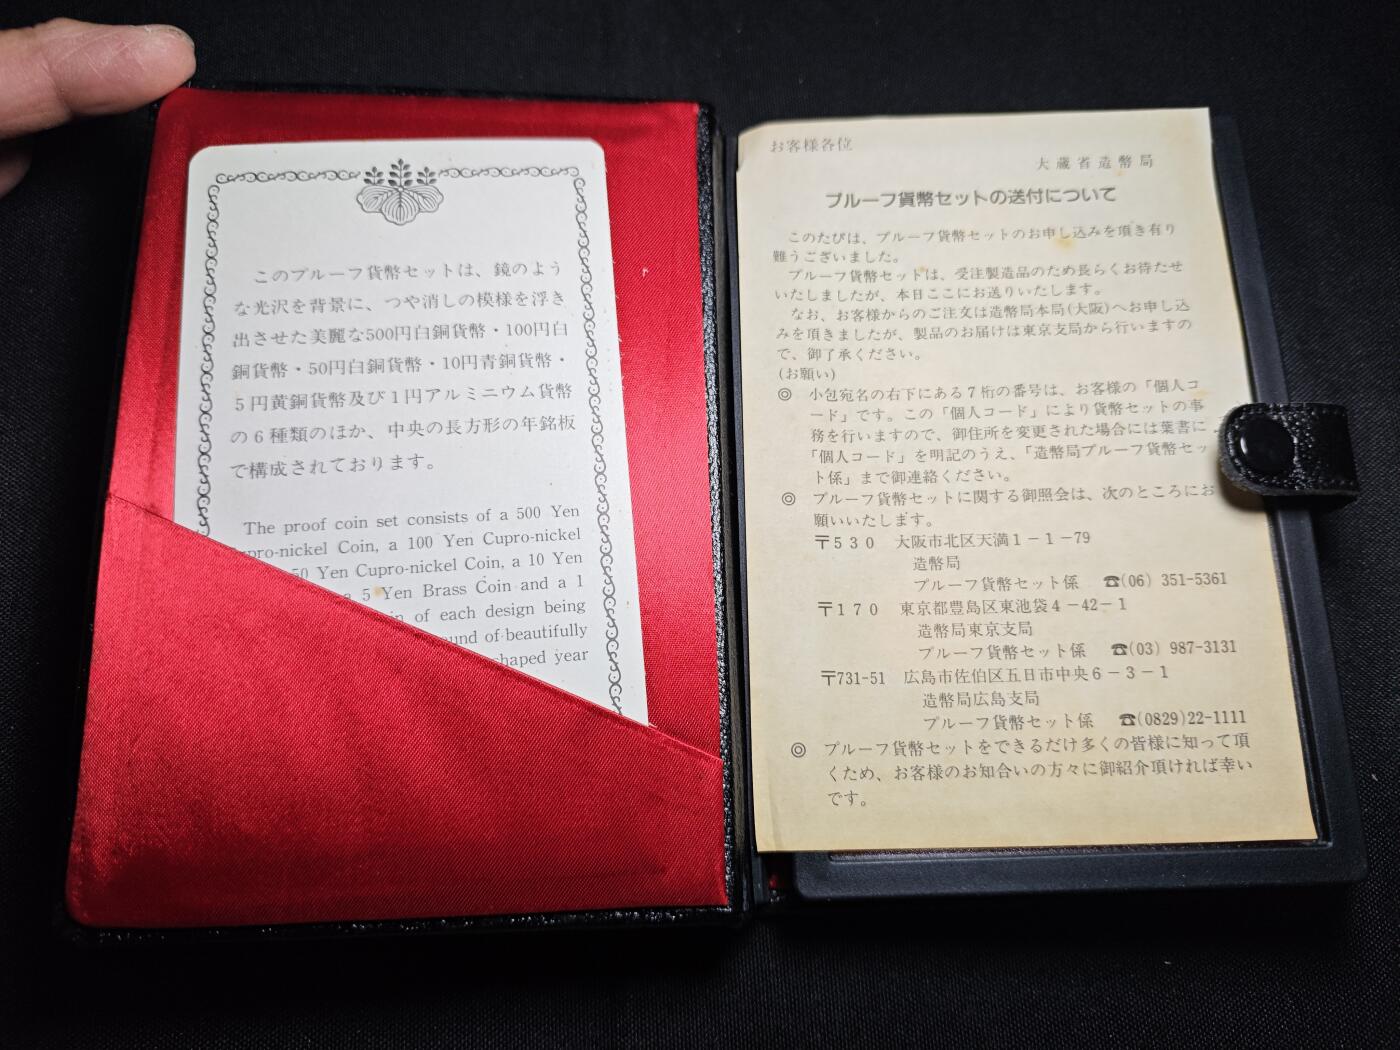 このプルーフ貨幣セットは、鏡のよう
な光沢を背景に、つや消しの模様を浮き
出させた美麗な500円白銅貨幣・100円白
銅貨幣・50円白銅貨幣・10円青銅貨幣・
5円黄銅貨幣及び1円アルミニウム貨幣
の6種類のほか、中央の長方形の年銘板
で構成されております。
The proof coin set consists of a 500 Yen
pro-nickel Coin, a 100 Yen Cupro-nickel
50 Yen Cupro-nickel Coin, a 10 Yen
a 5 Yen Brass Coin and a 1
in of each design being
ound of beautifully
shaped year
お客様各位
大蔵省造幣局
プルーフ貨幣セットの送付について
このたびは、プルーフ貨幣セットのお申し込みを頂き有り
難うございました。
プルーフ貨幣セットは、受注製造品のため長らくお待たせ
いたしましたが、本日ここにお送りいたします。
なお、お客様からのご注文は造幣局本局(大阪)へお申し込
みを頂きましたが、製品のお届けは東京支局から行いますの
で、御了承ください。
(お願い)
◎ 小包宛名の右下にある7桁の番号は、お客様の「個人コ
ード」です。この「個人コード」により貨幣セットの事
務を行いますので、御住所を変更された場合には葉書に
「個人コード」を明記のうえ、「造幣局プルーフ貨幣セッ
ト係」まで御連絡ください。
◎ プルーフ貨幣セットに関する御照会は、次のところにお
願いいたします。
〒530 大阪市北区天満1-1-79
造幣局
プルーフ貨幣セット係 ☎(06) 351-5361
〒170 東京都豊島区東池袋4-42-1
造幣局東京支局
プルーフ貨幣セット係 ☎(03) 987-3131
〒731-51 広島市佐伯区五日市中央6-3-1
造幣局広島支局
プルーフ貨幣セット係 ☎(0829)22-1111
◎ プルーフ貨幣セットをできるだけ多くの皆様に知って頂
くため、お客様のお知合いの方々に御紹介頂ければ幸い
です。